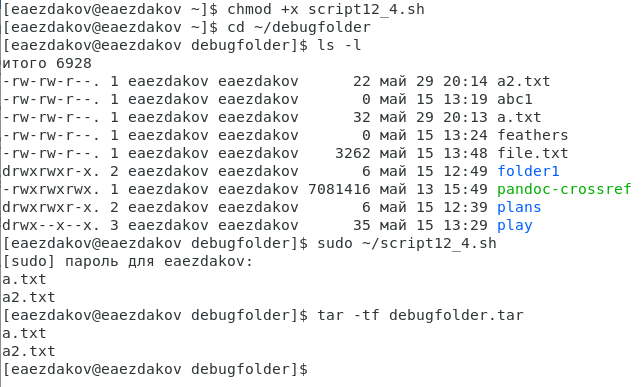 [eaezdakov@eaezdakov ~]$ chmod +x script12_4.sh
[eaezdakov@eaezdakov ~]$ cd ~/debugfolder
[eaezdakov@eaezdakov debugfolder]$ ls -l
итого 6928
-rw-rw-r--. 1 eaezdakov eaezdakov      22 май 29 20:14 a2.txt
-rw-rw-r--. 1 eaezdakov eaezdakov       0 май 15 13:19 abc1
-rw-rw-r--. 1 eaezdakov eaezdakov      32 май 29 20:13 a.txt
-rw-rw-r--. 1 eaezdakov eaezdakov       0 май 15 13:24 feathers
-rw-rw-r--. 1 eaezdakov eaezdakov    3262 май 15 13:48 file.txt
drwxrwxr-x. 2 eaezdakov eaezdakov       6 май 15 12:49 folder1
-rwxrwxrwx. 1 eaezdakov eaezdakov 7081416 май 13 15:49 pandoc-crossref
drwxrwxr-x. 2 eaezdakov eaezdakov       6 май 15 12:39 plans
drwx--x--x. 3 eaezdakov eaezdakov      35 май 15 13:29 play
[eaezdakov@eaezdakov debugfolder]$ sudo ~/script12_4.sh
[sudo] пароль для eaezdakov:
a.txt
a2.txt
[eaezdakov@eaezdakov debugfolder]$ tar -tf debugfolder.tar
a.txt
a2.txt
[eaezdakov@eaezdakov debugfolder]$